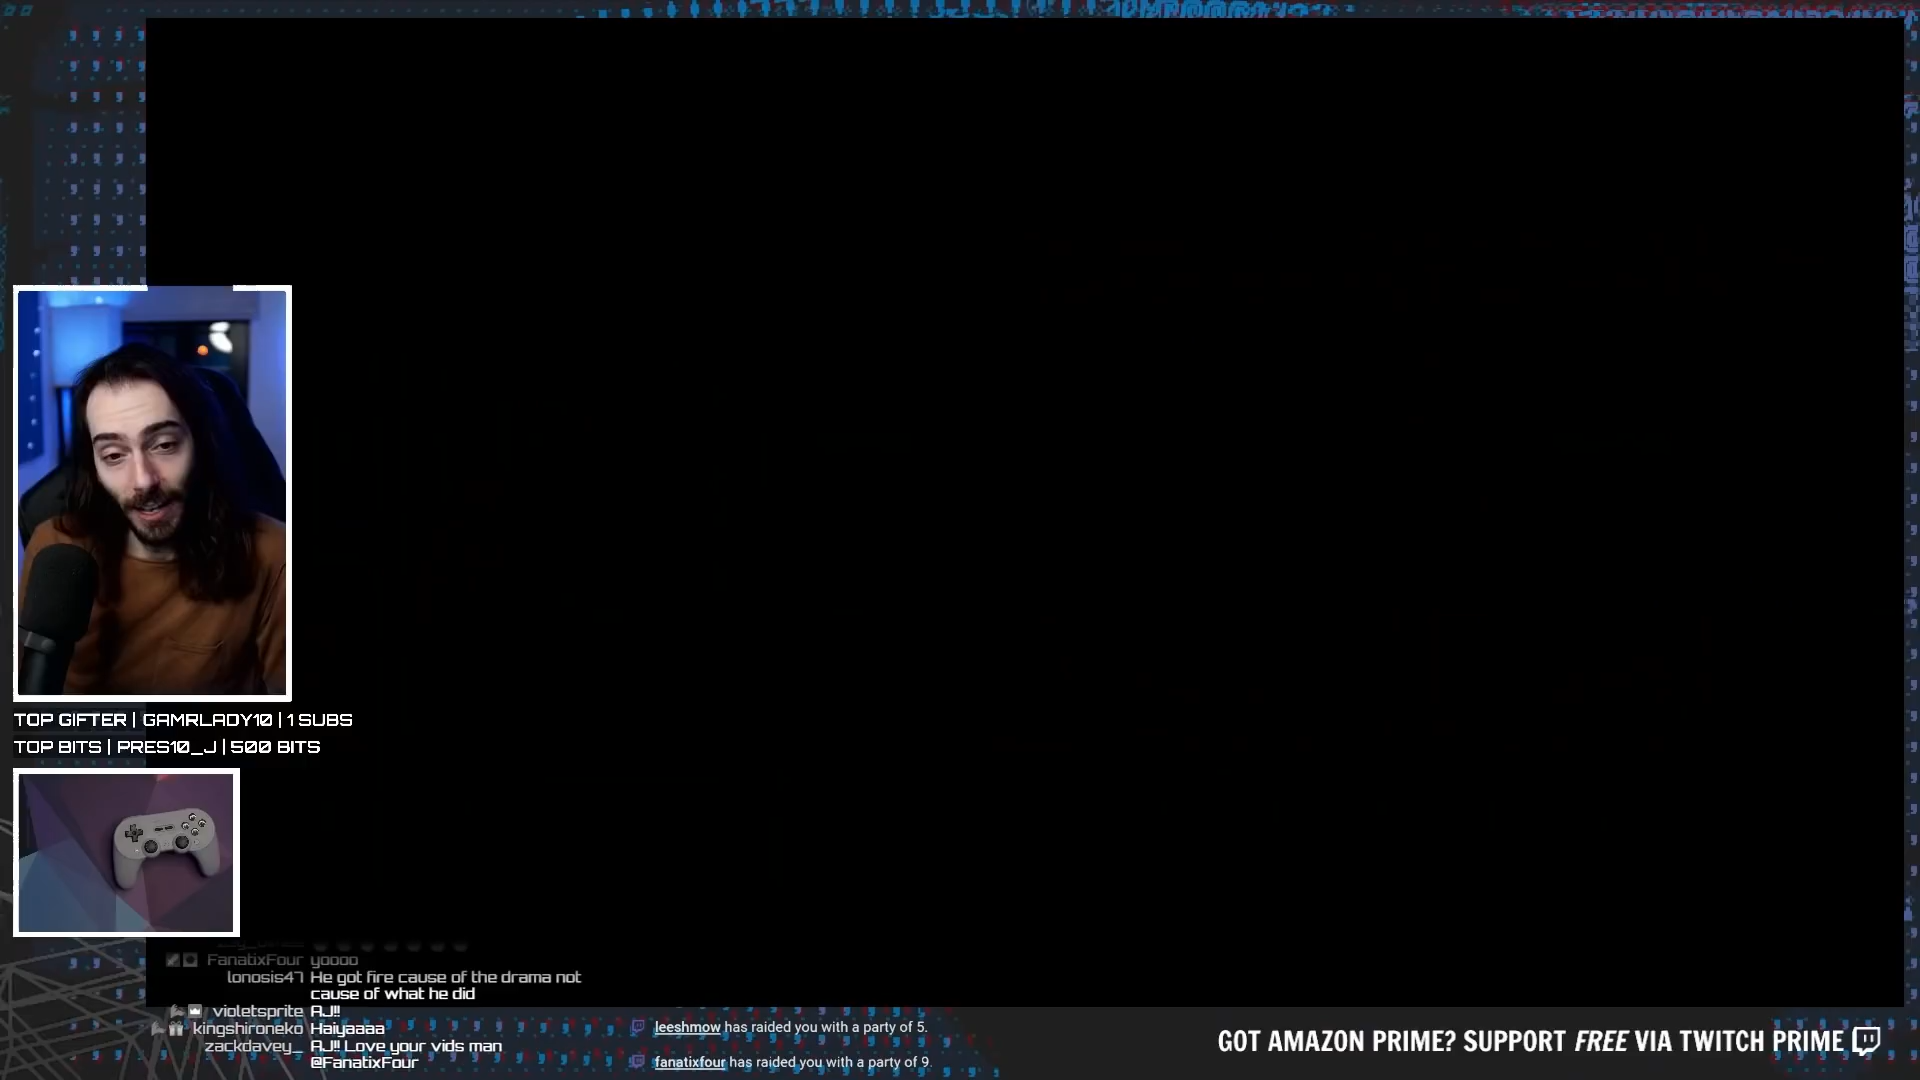 TOP GIFTER | GAMRLADY10 | 1 SUBS
TOP BITS | PRES10_J | 500 BITS
FanatixFour yoooo
lonosis47 He got fire cause of the drama not
cause of what he did
violetsprite AJ!!
kingshironeko Haiyaaaa
zackdavey_ AJ!! Love your vids man
@FanatixFour
leeshmow has raided you with a party of 5.
fanatixfour has raided you with a party of 9.
GOT AMAZON PRIME? SUPPORT FREE VIA TWITCH PRIME